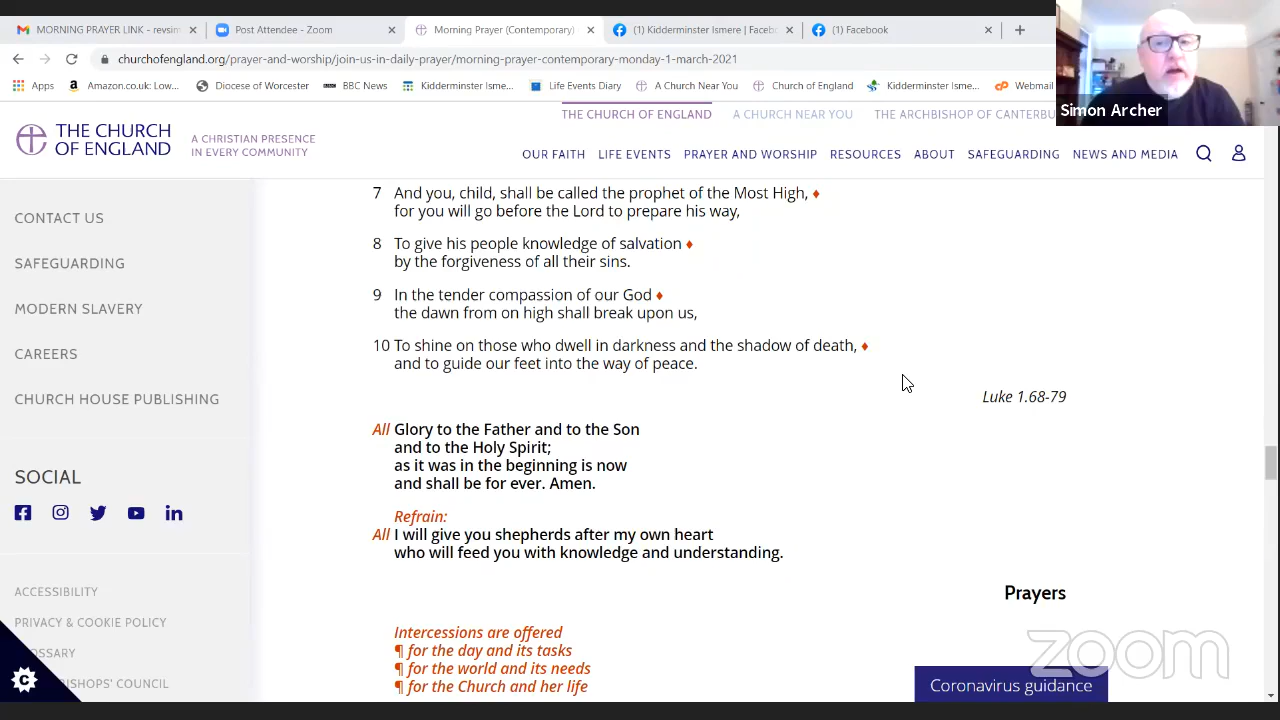 MORNING PRAYER LINK - revsim
Post Attendee - Zoom
Morning Prayer (Contemporary)
(1) Kidderminster Ismere | Faceb
(1) Facebook
churchofengland.org/prayer-and-worship/join-us-daily-prayer/morning-prayer-contemporary-monday-1-march-2021
Apps
Amazon.co.uk: Low...
Diocese of Worcester
BBC News
Kidderminster Isme...
Life Events Diary
A Church Near You
Church of England
Kidderminster Isme...
Webmail
Simon Archer
THE CHURCH OF ENGLAND
A CHURCH NEAR YOU
THE ARCHBISHOP OF CANTERBU
THE CHURCH
OF ENGLAND
A CHRISTIAN PRESENCE
IN EVERY COMMUNITY
OUR FAITH
LIFE EVENTS
PRAYER AND WORSHIP
RESOURCES
ABOUT
SAFEGUARDING
NEWS AND MEDIA
CONTACT US
SAFEGUARDING
MODERN SLAVERY
CAREERS
CHURCH HOUSE PUBLISHING
SOCIAL
ACCESSIBILITY
PRIVACY & COOKIE POLICY
LOSSARY
BISHOPS' COUNCIL
7 And you, child, shall be called the prophet of the Most High, ♦
for you will go before the Lord to prepare his way,
8 To give his people knowledge of salvation ♦
by the forgiveness of all their sins.
9 In the tender compassion of our God ♦
the dawn from on high shall break upon us,
10 To shine on those who dwell in darkness and the shadow of death, ♦
and to guide our feet into the way of peace.
Luke 1.68-79
All Glory to the Father and to the Son
and to the Holy Spirit;
as it was in the beginning is now
and shall be for ever. Amen.
Refrain:
All I will give you shepherds after my own heart
who will feed you with knowledge and understanding.
Prayers
Intercessions are offered
¶ for the day and its tasks
¶ for the world and its needs
¶ for the Church and her life
zoom
Coronavirus guidance